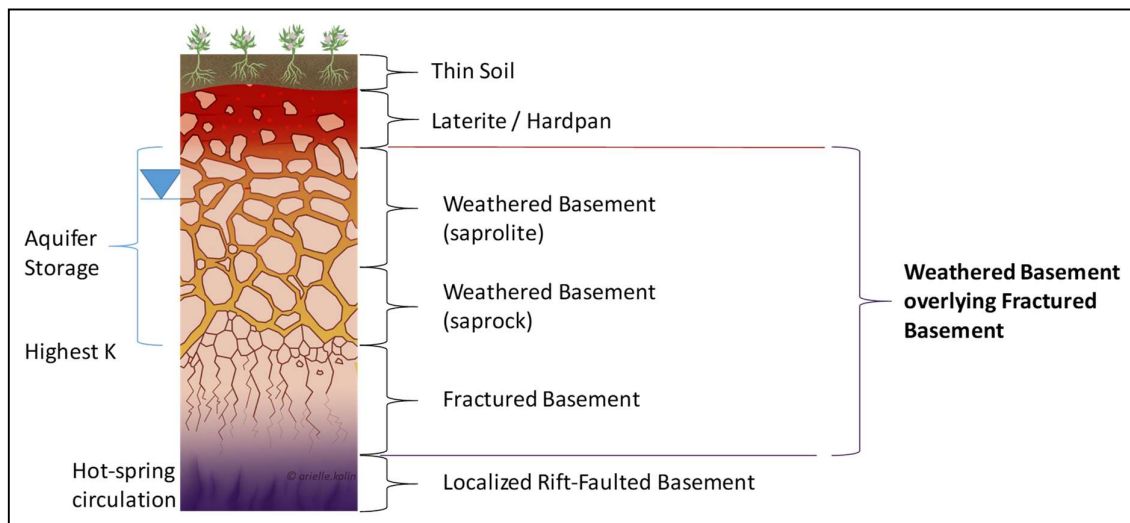 Thin Soil
Laterite / Hardpan
Weathered Basement
(saprolite)
Aquifer
Storage
Weathered Basement
(saprock)
Weathered Basement
overlying Fractured
Basement
Highest K
Fractured Basement
Hot-spring
circulation
© arielle.kalin
Localized Rift-Faulted Basement